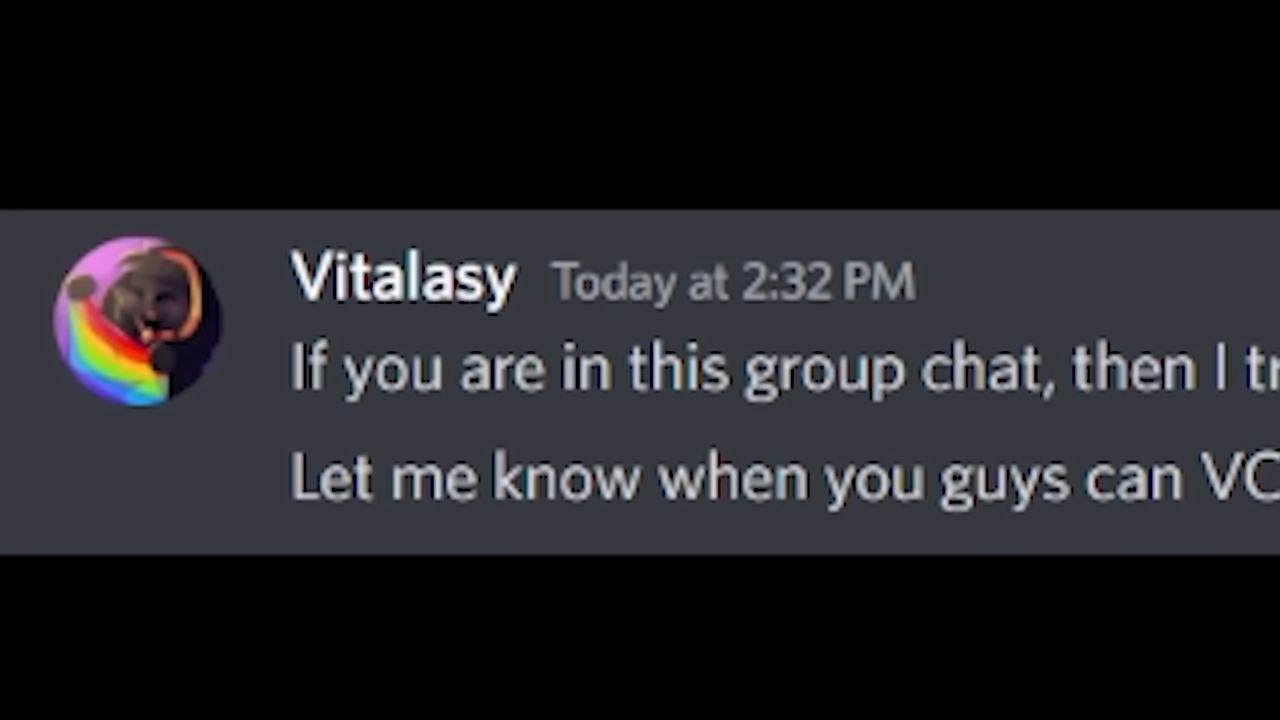 Vitalasy Today at 2:32 PM
If you are in this group chat, then I tr
Let me know when you guys can VC